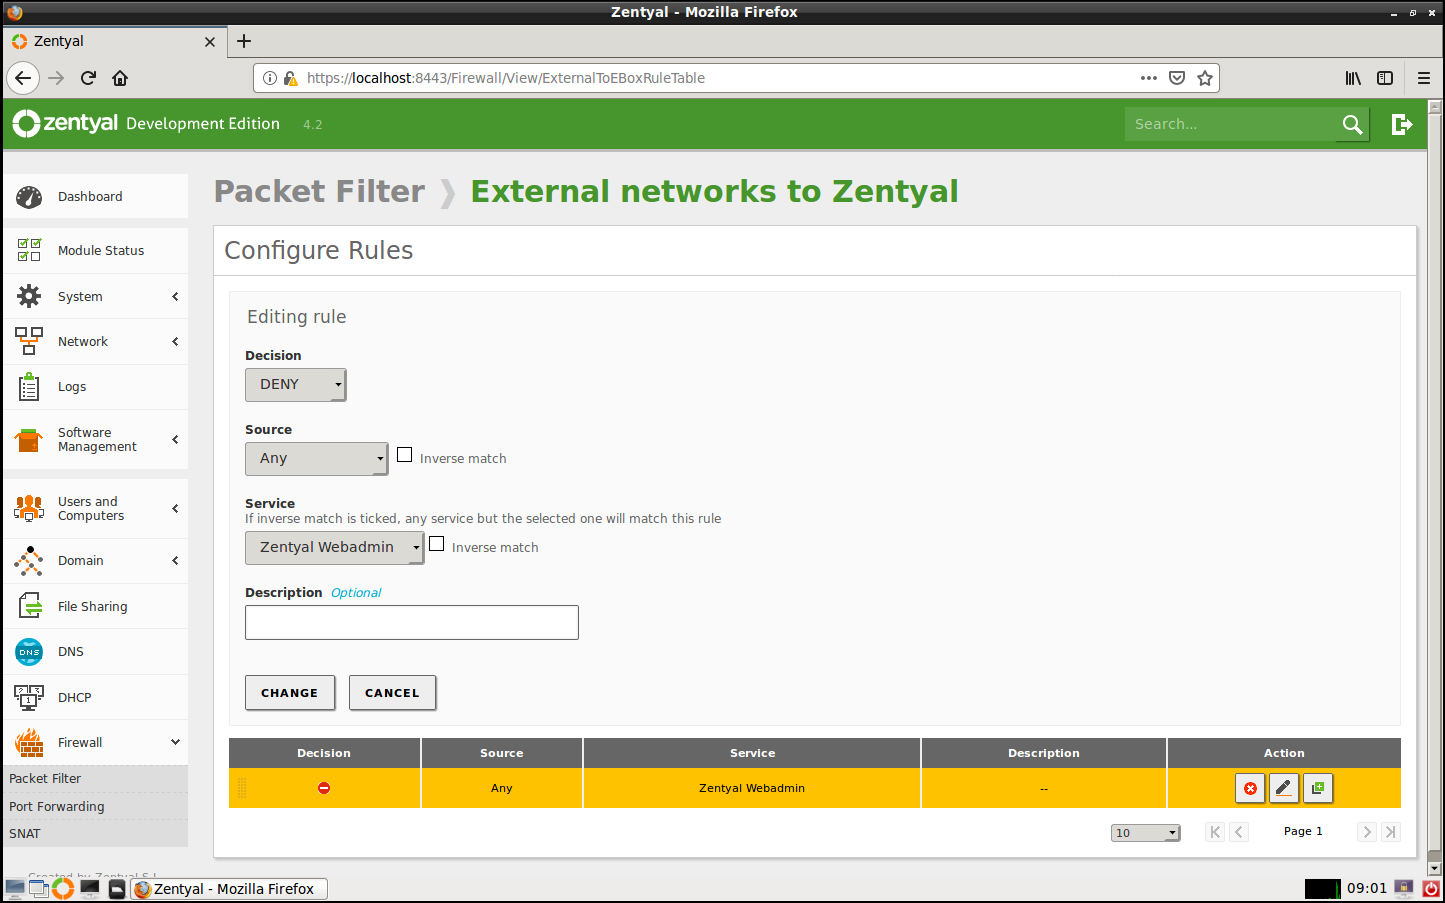 Zentyal - Mozilla Firefox
Zentyal
https://localhost:8443/Firewall/View/ExternalToEBoxRuleTable
zentyal Development Edition 4.2
Search...
Dashboard
Module Status
System
Network
Logs
Software
Management
Users and
Computers
Domain
File Sharing
DNS
DNS
DHCP
Firewall
Packet Filter
Port Forwarding
SNAT
Created by Zentyal S.L.
Packet Filter ❯ External networks to Zentyal
Configure Rules
Editing rule
Decision
DENY
Source
Any
Inverse match
Service
If inverse match is ticked, any service but the selected one will match this rule
Zentyal Webadmin
Inverse match
Description Optional
CHANGE CANCEL
Decision Source Service Description Action
Any Zentyal Webadmin --
10 Page 1
Zentyal - Mozilla Firefox
09:01